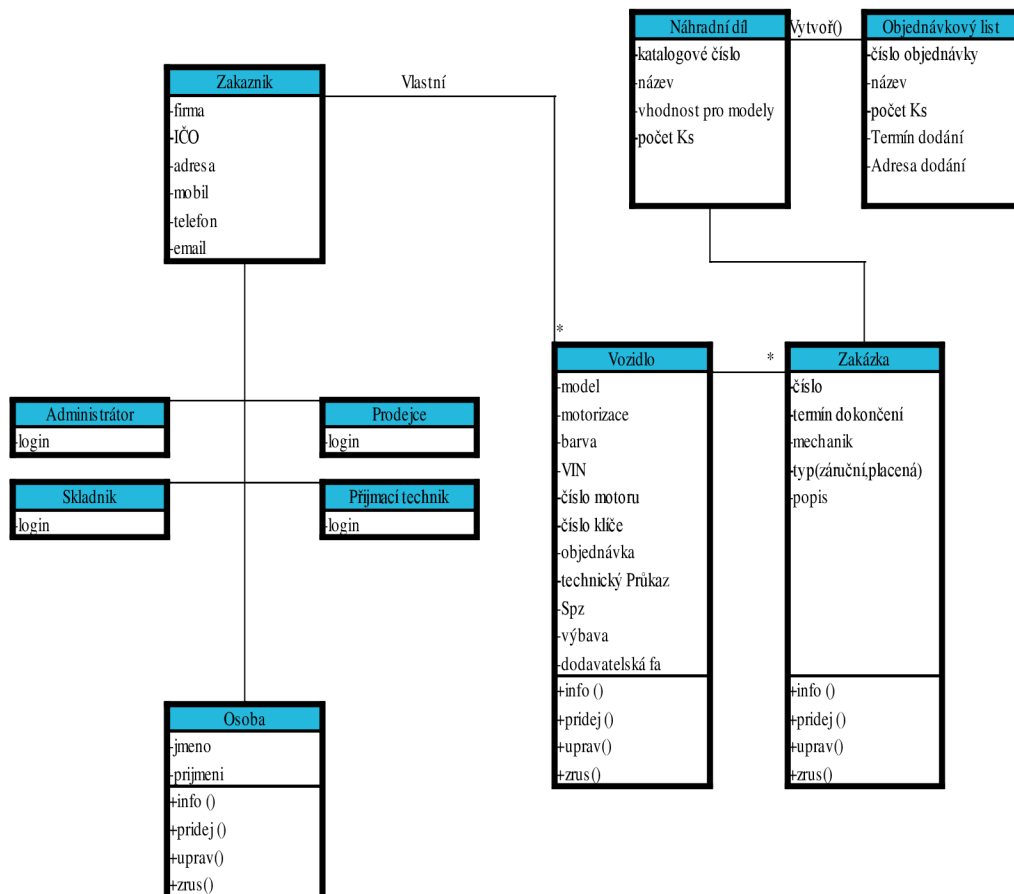 Zakaznik
-firma
-IČO
-adresa
-mobil
-telefon
-email
Vlastní
*
Náhradní díl
-katalogové číslo
-název
-vhodnost pro modely
-počet Ks
Vytvoř()
Objednávkový list
-číslo objednávky
-název
-počet Ks
-Termín dodání
-Adresa dodání
Administrátor
-login
Prodejce
-login
Skladnik
-login
Přijmací technik
-login
Vozidlo
-model
-motorizace
-barva
-VIN
-číslo motoru
-číslo klíče
-objednávka
-technický Průkaz
-Spz
-výbava
-dodavatelská fa
+info ()
+pridej ()
+uprav()
+zrus()
*
Zakázka
-číslo
-termín dokončení
-mechanik
-typ(záruční,placená)
-popis
+info ()
+pridej ()
+uprav()
+zrus()
Osoba
-jmeno
-prijmeni
+info ()
+pridej ()
+uprav()
+zrus()